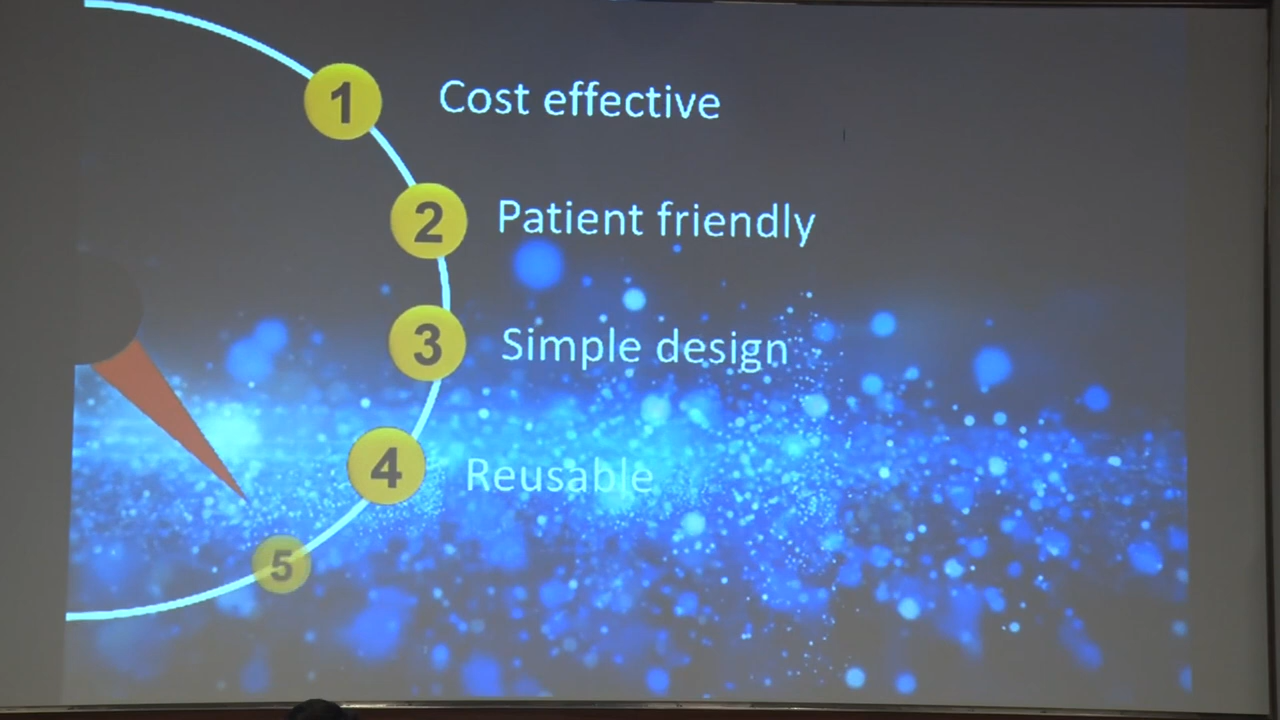 1 Cost effective
2 Patient friendly
3 Simple design
4 Reusable
5